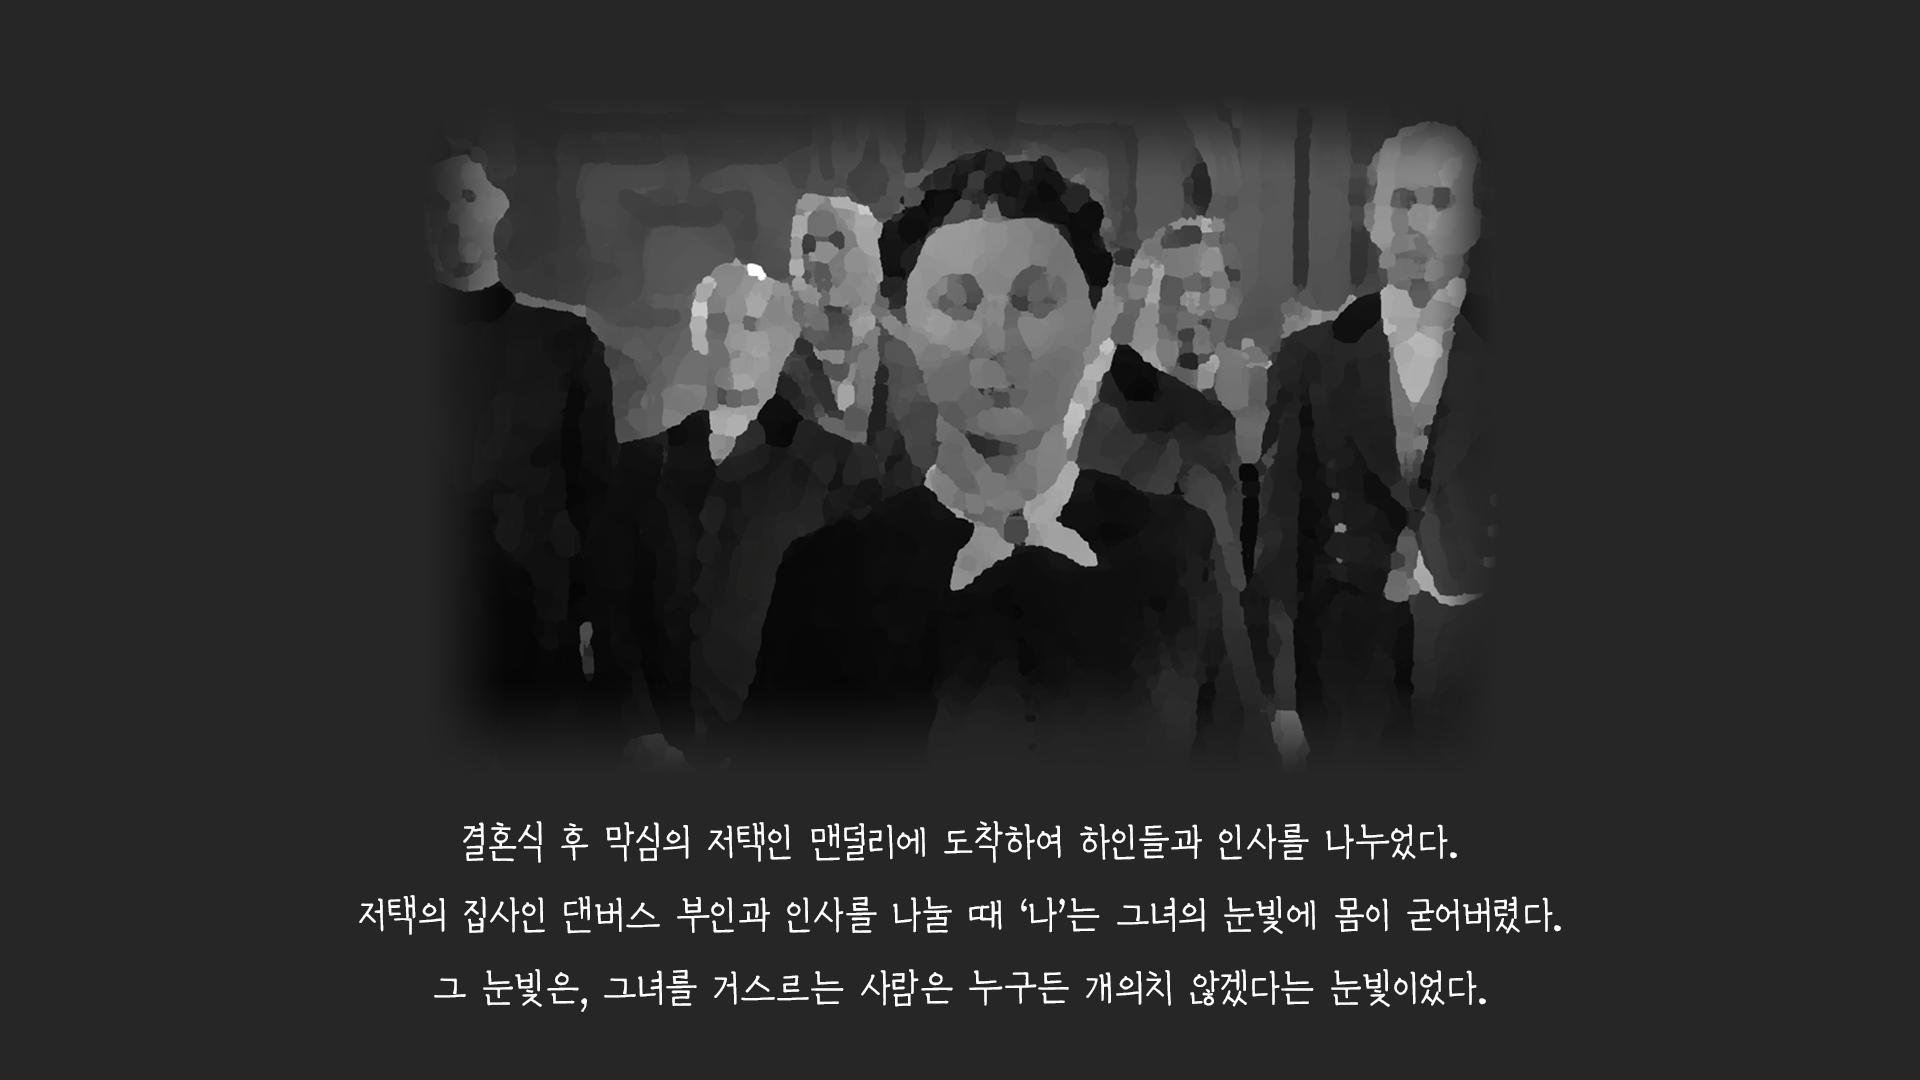 결혼식 후 막심의 저택인 맨덜리에 도착하여 하인들과 인사를 나누었다.
저택의 집사인 댄버스 부인과 인사를 나눌 때 ‘나’는 그녀의 눈빛에 몸이 굳어버렸다.
그 눈빛은, 그녀를 거스르는 사람은 누구든 개의치 않겠다는 눈빛이었다.